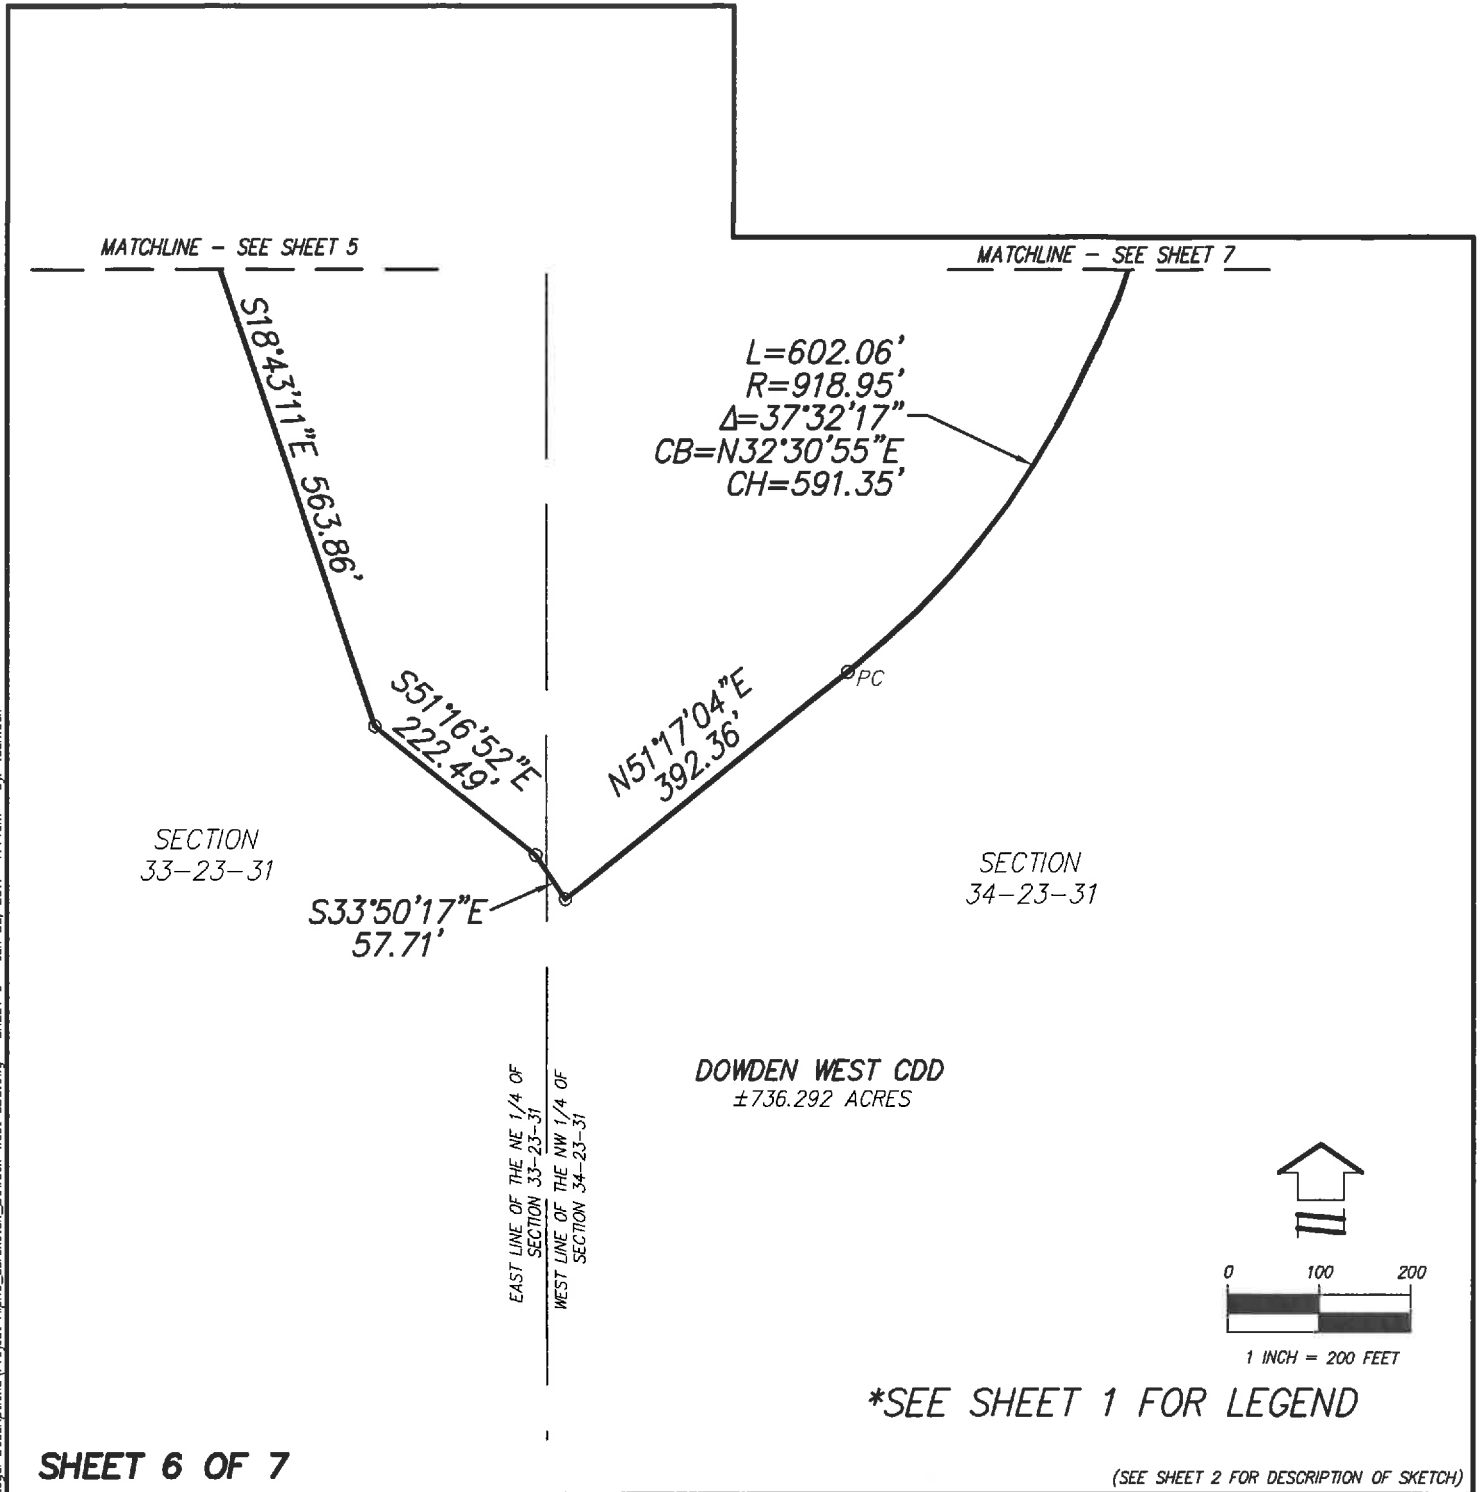 MATCHLINE - SEE SHEET 5
MATCHLINE - SEE SHEET 7
S18°43'11"E 563.86'
L=602.06'
R=918.95'
Δ=37°32'17"
CB=N32°30'55"E
CH=591.35'
PC
S51°16'52"E
222.49'
N51°17'04"E
392.36'
SECTION
33-23-31
SECTION
34-23-31
S33°50'17"E
57.71'
DOWDEN WEST CDD
±736.292 ACRES
EAST LINE OF THE NE 1/4 OF
SECTION 33-23-31
WEST LINE OF THE NW 1/4 OF
SECTION 34-23-31
0 100 200
1 INCH = 200 FEET
*SEE SHEET 1 FOR LEGEND
SHEET 6 OF 7
(SEE SHEET 2 FOR DESCRIPTION OF SKETCH)